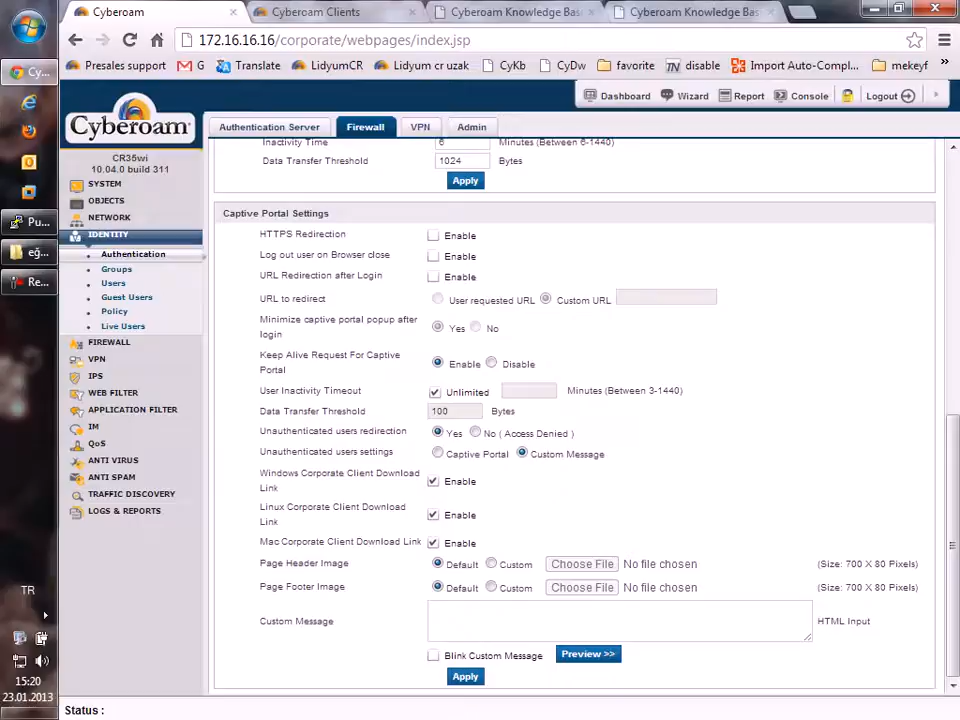 Cyberoam
Cyberoam Clients
Cyberoam Knowledge Bas
Cyberoam Knowledge Bas
172.16.16.16/corporate/webpages/index.jsp
Presales support
G
Translate
LidyumCR
Lidyum cr uzak
CyKb
CyDw
favorite
disable
Import Auto-Compl...
mekeyf
»
Dashboard
Wizard
Report
Console
Logout
Cyberoam
Authentication Server
Firewall
VPN
Admin
CR35wi
10.04.0 build 311
SYSTEM
OBJECTS
NETWORK
IDENTITY
Authentication
Groups
Users
Guest Users
Policy
Live Users
FIREWALL
VPN
IPS
WEB FILTER
APPLICATION FILTER
IM
QoS
ANTI VIRUS
ANTI SPAM
TRAFFIC DISCOVERY
LOGS & REPORTS
Inactivity Time 6 Minutes (Between 6-1440)
Data Transfer Threshold 1024 Bytes
Apply
Captive Portal Settings
HTTPS Redirection Enable
Log out user on Browser close Enable
URL Redirection after Login Enable
URL to redirect User requested URL Custom URL
Minimize captive portal popup after
login Yes No
Keep Alive Request For Captive
Portal Enable Disable
User Inactivity Timeout Unlimited Minutes (Between 3-1440)
Data Transfer Threshold 100 Bytes
Unauthenticated users redirection Yes No ( Access Denied )
Unauthenticated users settings Captive Portal Custom Message
Windows Corporate Client Download
Link Enable
Linux Corporate Client Download
Link Enable
Mac Corporate Client Download Link Enable
Page Header Image Default Custom Choose File No file chosen (Size: 700 X 80 Pixels)
Page Footer Image Default Custom Choose File No file chosen (Size: 700 X 80 Pixels)
Custom Message HTML Input
Blink Custom Message Preview >>
Apply
Status :
Cy...
Pu...
eğ...
Re...
TR
15:20
23.01.2013